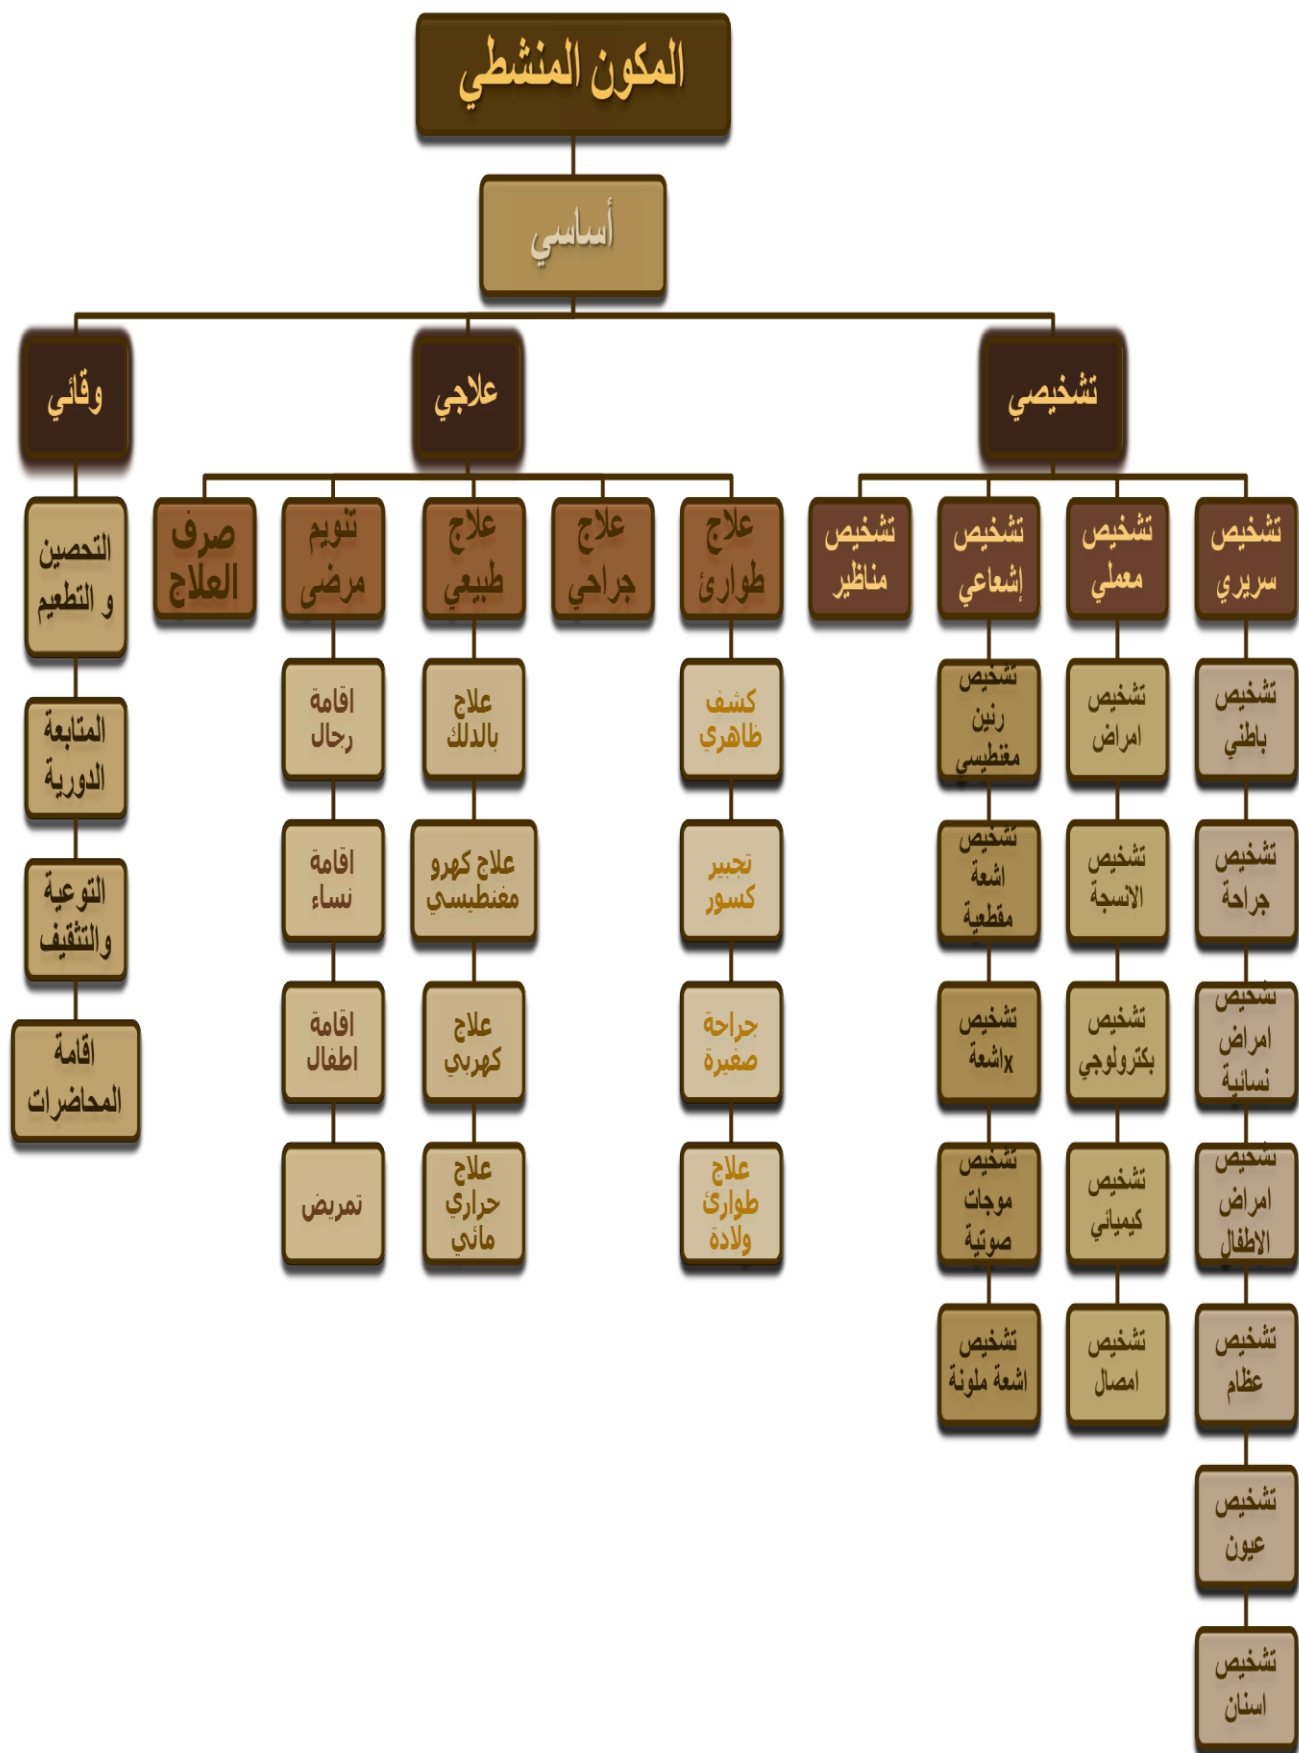 المكون المنشطي
أساسي
تشخيصي
علاجي
وقائي
تشخيص
سريري
تشخيص
باطني
تشخيص
جراحة
تشخيص
امراض
نسائية
تشخيص
امراض
الاطفال
تشخيص
عظام
تشخيص
عيون
تشخيص
اسنان
تشخيص
معملي
تشخيص
امراض
تشخيص
الانسجة
تشخيص
بكترولوجي
تشخيص
كيميائي
تشخيص
امصال
تشخيص
إشعاعي
تشخيص
رنين
مغنطيسي
تشخيص
اشعة
مقطعية
تشخيص
اشعةx
تشخيص
موجات
صوتية
تشخيص
اشعة ملونة
تشخيص
مناظير
علاج
طوارئ
كشف
ظاهري
تجبير
كسور
جراحة
صغيرة
علاج
طوارئ
ولادة
علاج
جراحي
علاج
طبيعي
علاج
بالدلك
علاج كهرو
مغنطيسي
علاج
كهربي
علاج
حراري
مائي
تنويم
مرضى
اقامة
رجال
اقامة
نساء
اقامة
اطفال
تمريض
صرف
العلاج
التحصين
و التطعيم
المتابعة
الدورية
التوعية
والتثقيف
اقامة
المحاضرات